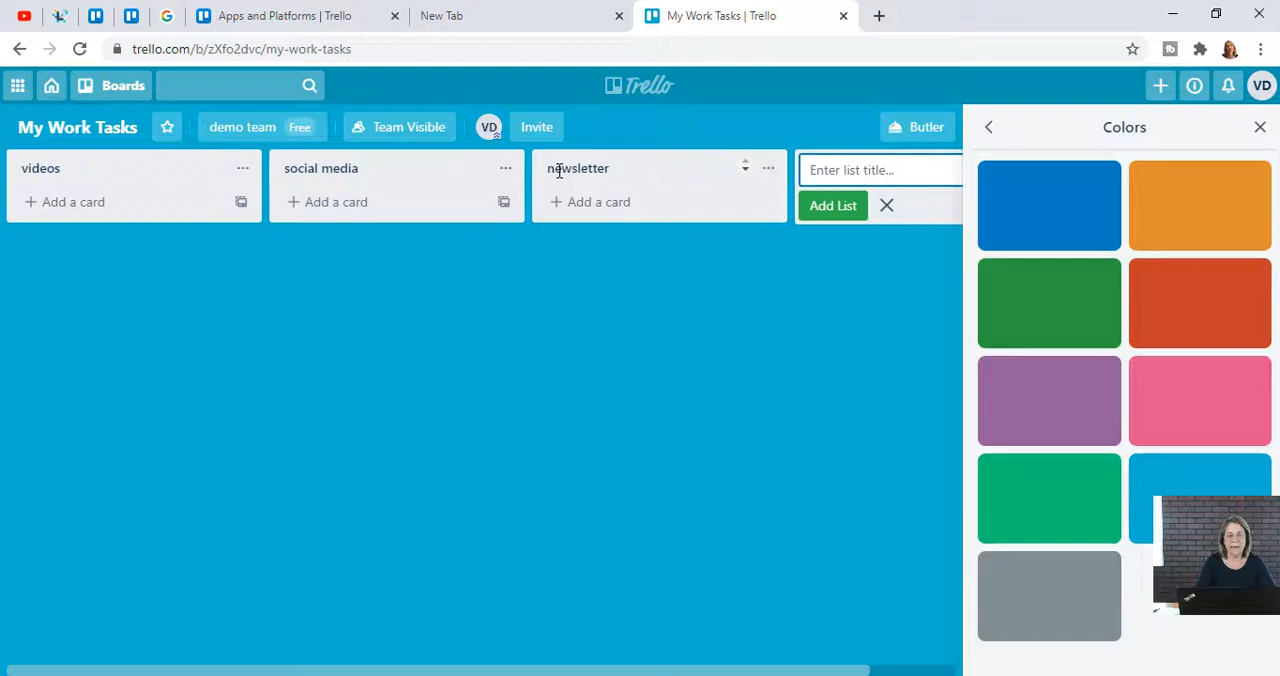 Apps and Platforms | Trello
New Tab
My Work Tasks | Trello
trello.com/b/zXfo2dvc/my-work-tasks
Boards
Trello
VD
My Work Tasks
demo team Free
Team Visible
VD
Invite
Butler
Colors
videos
social media
newsletter
Enter list title...
+ Add a card
+ Add a card
+ Add a card
Add List